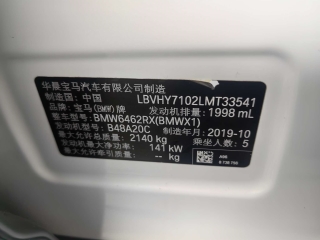 华晨宝马汽车有限公司制造
制造国: 中国 LBVHY7102LMT33541
品牌: 宝马(BMW)牌 发动机排量: 1998 mL
整车型号: BMW6462RX(BMWX1)
发动机型号: B48A20C 制造年月: 2019-10
最大允许总质量: 2140 kg
发动机最大净功率: 141 kW 乘坐人数: 5